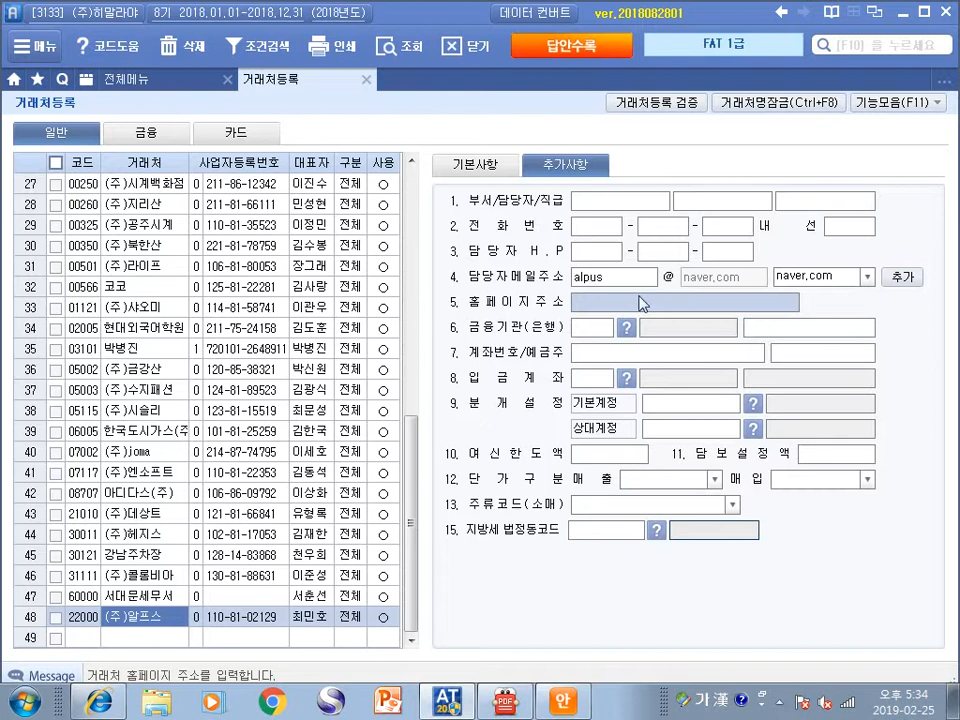 [3133] (주)히말라야 8기 2018.01.01-2018.12.31 (2018년도) 데이터 컨버트 ver.2018082801
메뉴 ? 코드도움 삭제 조건검색 인쇄 조회 닫기 답안수록 FAT 1급 [F10] 을 누르세요
전체메뉴 거래처등록
거래처등록 거래처등록 검증 거래처명잠금(Ctrl+F8) 기능모음(F11)
일반 금융 카드
코드 거래처 사업자등록번호 대표자 구분 사용
27 00250 (주)시계백화점 0 211-86-12342 이진수 전체 ○
28 00260 (주)지리산 0 211-81-66111 민성현 전체 ○
29 00325 (주)공주시계 0 110-81-35523 이정민 전체 ○
30 00350 (주)북한산 0 221-81-78759 김수봉 전체 ○
31 00501 (주)라이프 0 106-81-80053 장그래 전체 ○
32 00566 코코 0 125-81-22281 김사랑 전체 ○
33 01121 (주)샤오미 0 114-81-58741 이관우 전체 ○
34 02005 현대외국어학원 0 211-75-24158 김도훈 전체 ○
35 03101 박병진 1 720101-2648911 박병진 전체 ○
36 05002 (주)금강산 0 120-85-38321 박신원 전체 ○
37 05003 (주)수지패션 0 124-81-89523 김광식 전체 ○
38 05115 (주)시슬리 0 123-81-15519 최문성 전체 ○
39 06005 한국도시가스(주 0 101-81-25259 김한국 전체 ○
40 07002 (주)joma 0 214-87-74795 이세호 전체 ○
41 07117 (주)엔소프트 0 110-81-22353 김동석 전체 ○
42 08707 아디다스(주) 0 106-86-09792 이상화 전체 ○
43 21010 (주)데상트 0 121-81-66841 유형록 전체 ○
44 30011 (주)헤지스 0 102-81-17053 김재한 전체 ○
45 30121 강남주차장 0 128-14-83868 천우희 전체 ○
46 31111 (주)콜롬비아 0 130-81-88631 이준성 전체 ○
47 60000 서대문세무서 0 서춘선 전체 ○
48 22000 (주)알프스 0 110-81-02129 최민호 전체 ○
49
기본사항 추가사항
1. 부서/담당자/직급
2. 전 화 번 호 - - 내 선
3. 담 당 자 H . P - -
4. 담당자메일주소 alpus @ naver.com naver.com 추가
5. 홈 페 이 지 주 소
6. 금융기관(은행) ?
7. 계좌번호/예금주
8. 입 금 계 좌 ?
9. 분 개 설 정 기본계정 ?
상대계정 ?
10. 여 신 한 도 액 11. 담 보 설 정 액
12. 단 가 구 분 매 출 매 입
13. 주류코드(소매)
15. 지방세 법정동코드 ?
Message 거래처 홈페이지 주소를 입력합니다.
AT 20 PDF 안 가 漢 ? 오후 5:34
2019-02-25